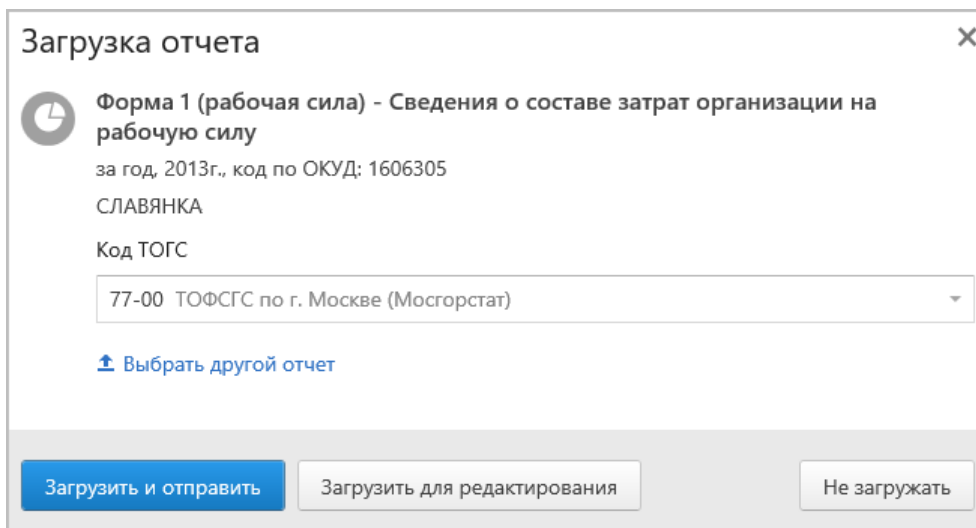 Загрузка отчета
Форма 1 (рабочая сила) - Сведения о составе затрат организации на
рабочую силу
за год, 2013г., код по ОКУД: 1606305
СЛАВЯНКА
Код ТОГС
77-00 ТОФСГС по г. Москве (Мосгорстат)
Выбрать другой отчет
Загрузить и отправить Загрузить для редактирования Не загружать